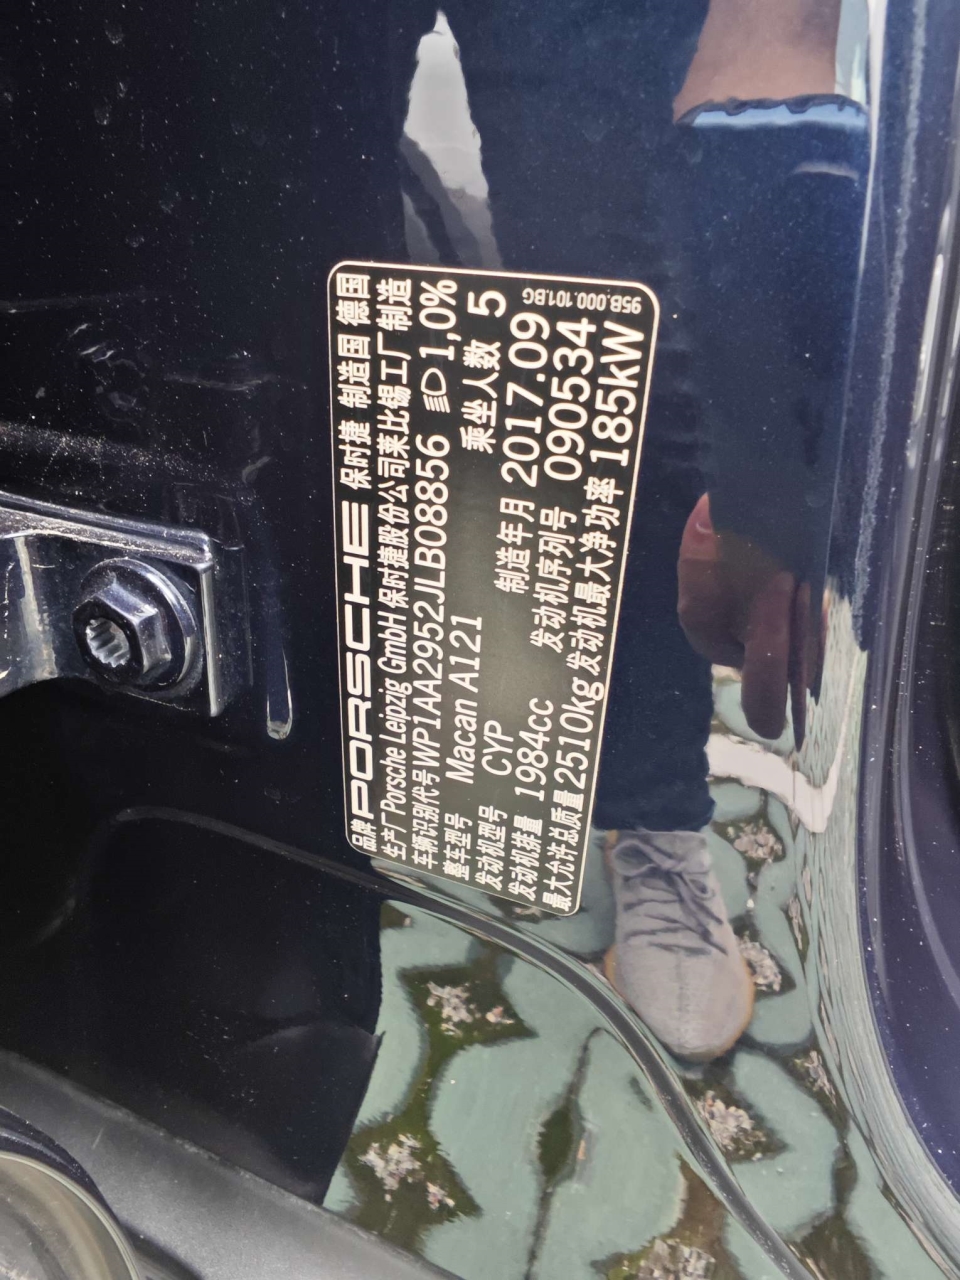 品牌 PORSCHE 保时捷 制造国 德国
生产厂 Porsche Leipzig GmbH 保时捷股份公司莱比锡工厂 制造
车辆识别代号 WP1AA2952JLB08856 1,0%
整车型号 Macan A121 乘坐人数 5
发动机型号 CYP 制造年月 2017.09
发动机排量 1984cc 发动机序列号 090534
最大允许总质量 2510kg 发动机最大净功率 185kW
95B.000.101.BG